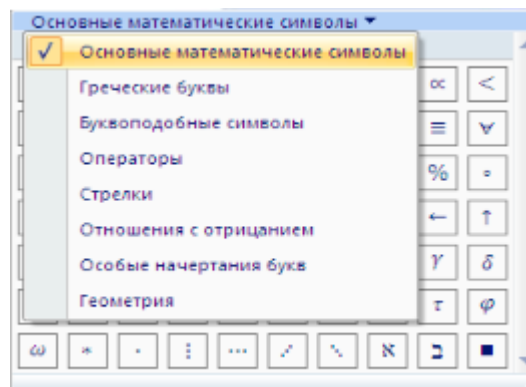 Основные математические символы ▼
✓ Основные математические символы
Греческие буквы
Буквоподобные символы
Операторы
Стрелки
Отношения с отрицанием
Особые начертания букв
Геометрия
∝ <
≡ ∀
% ∘
← ↑
γ δ
τ φ
ω * ∙ ⋮ ⋯ ⋰ ⋱ ℵ ℶ ∎